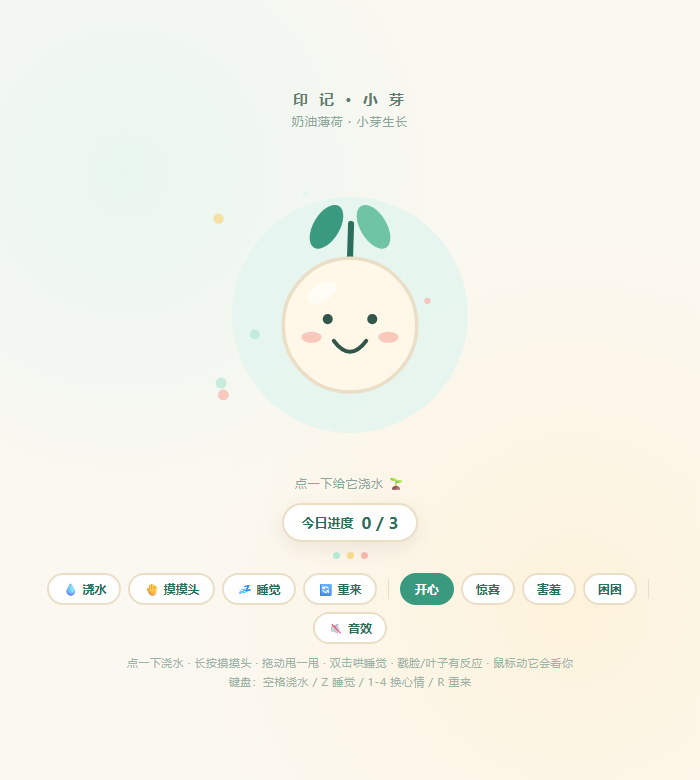 印记·小芽
奶油薄荷 · 小芽生长
点一下给它浇水
今日进度 0 / 3
浇水 摸摸头 睡觉 重来 开心 惊喜 害羞 困困
音效
点一下浇水 · 长按摸摸头 · 拖动甩一甩 · 双击哄睡觉 · 戳脸/叶子有反应 · 鼠标动它会看你
键盘：空格浇水 / Z 睡觉 / 1-4 换心情 / R 重来